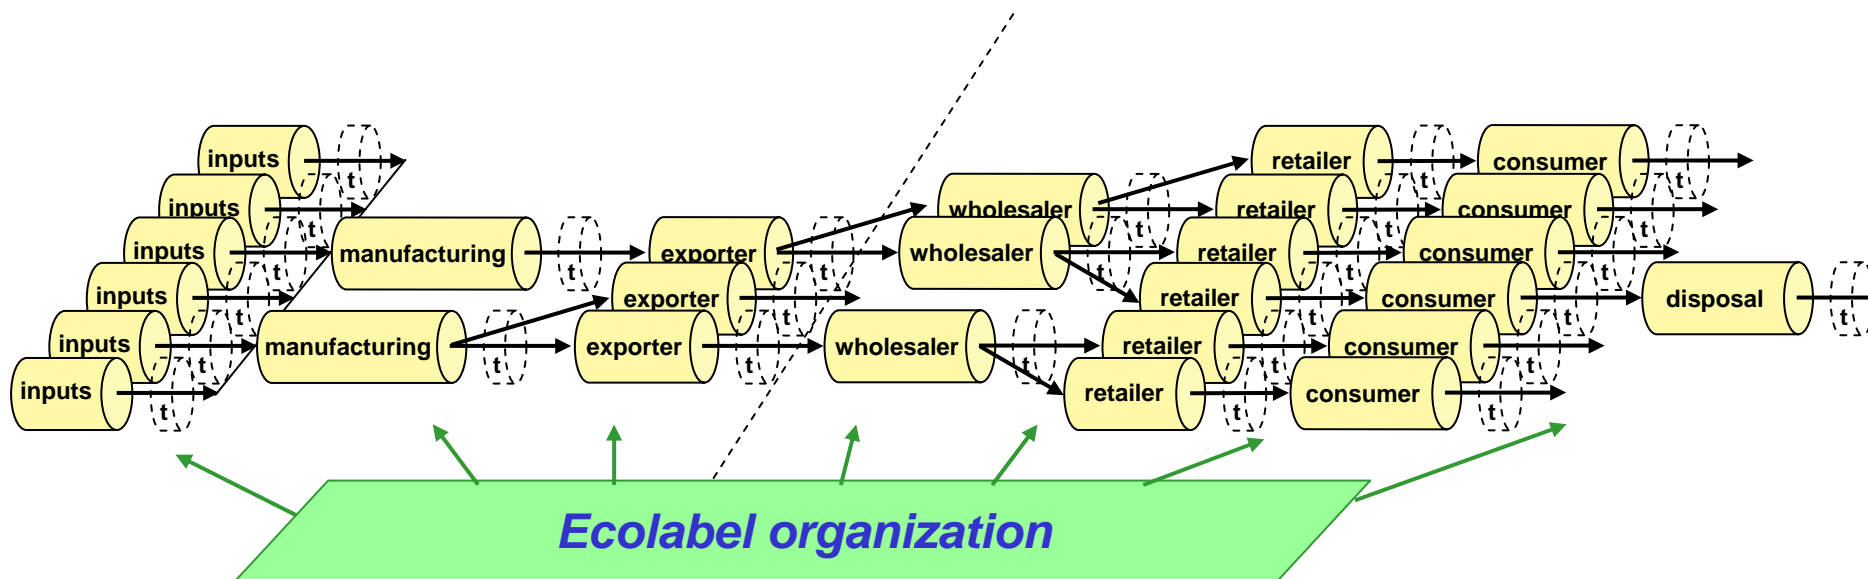 inputs retailer consumer
t t t
inputs wholesaler retailer consumer
t t t t
inputs manufacturing exporter wholesaler retailer consumer
t t t t t t
inputs exporter retailer consumer disposal
t t t t t
inputs manufacturing exporter wholesaler retailer consumer
t t t t t t
inputs retailer consumer
t t t
Ecolabel organization